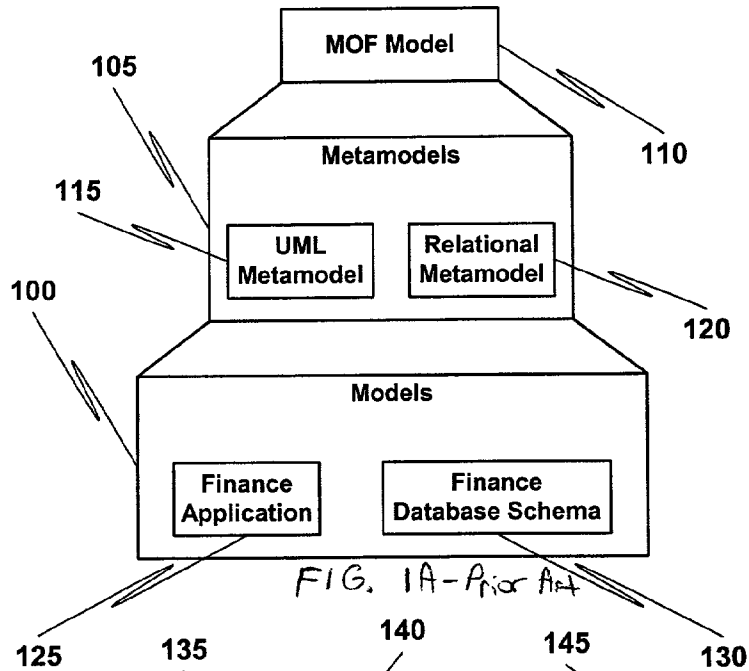 MOF Model
105
Metamodels
110
115
UML
Metamodel
Relational
Metamodel
100
120
Models
Finance
Application
Finance
Database Schema
FIG. 1A-Prior Art
125
135
140
145
130